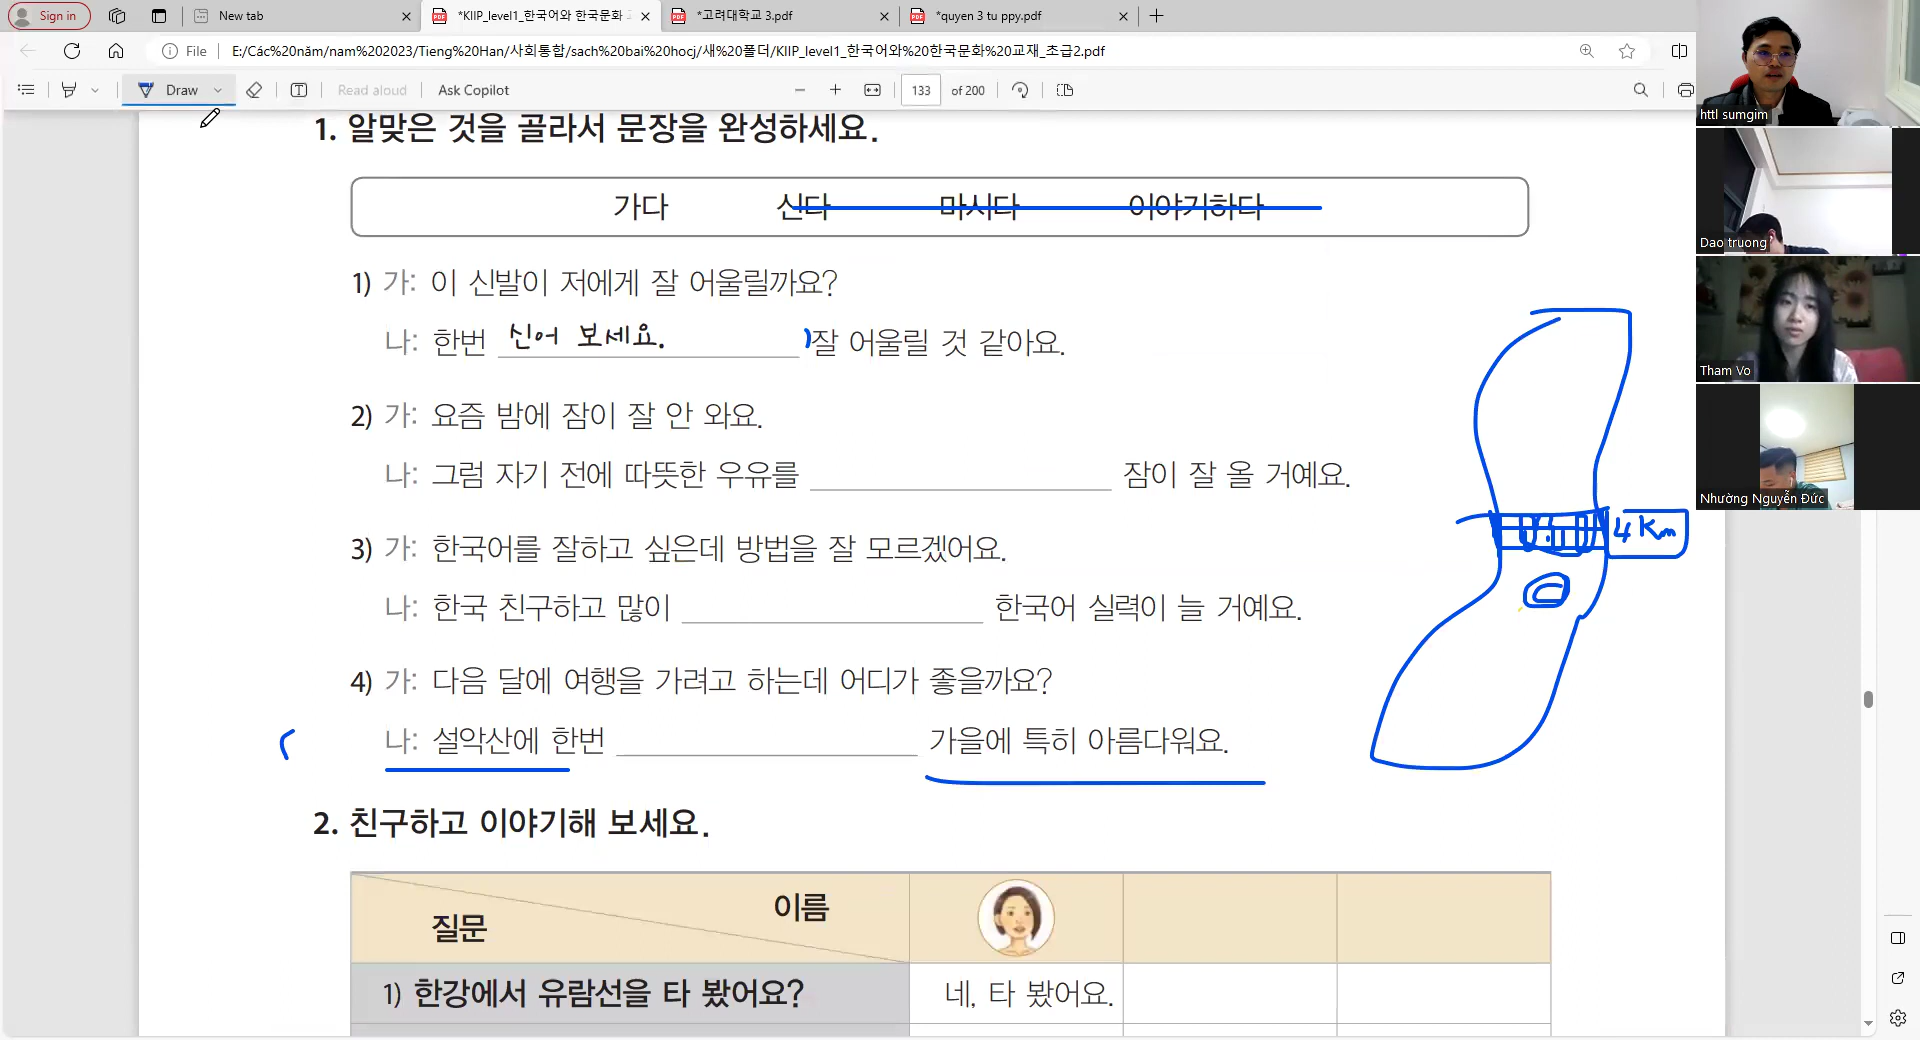 Sign in
New tab
*KIIP_level1_한국어와 한국문화
*고려대학교 3.pdf
*quyen 3 tu ppy.pdf
File
E:/Các%20năm/nam%202023/Tieng%20Han/사회통합/sach%20bai%20hocj/새%20폴더/KIIP_level1_한국어와%20한국문화%20교재_초급2.pdf
Draw
Read aloud
Ask Copilot
133
of 200
1. 알맞은 것을 골라서 문장을 완성하세요.
가다 신다 마시다 이야기하다
1) 가: 이 신발이 저에게 잘 어울릴까요?
나: 한번 신어 보세요. 잘 어울릴 것 같아요.
2) 가: 요즘 밤에 잠이 잘 안 와요.
나: 그럼 자기 전에 따뜻한 우유를 ____ 잠이 잘 올 거예요.
3) 가: 한국어를 잘하고 싶은데 방법을 잘 모르겠어요.
나: 한국 친구하고 많이 ____ 한국어 실력이 늘 거예요.
4) 가: 다음 달에 여행을 가려고 하는데 어디가 좋을까요?
나: 설악산에 한번 ____ 가을에 특히 아름다워요.
4 Km
2. 친구하고 이야기해 보세요.
이름
질문
1) 한강에서 유람선을 타 봤어요? 네, 타 봤어요.
httl sumgim
Dao truong
Tham Vo
Nhường Nguyễn Đức